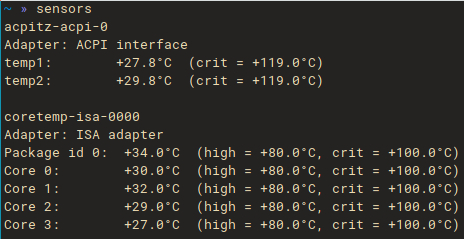 ~ » sensors
acpitz-acpi-0
Adapter: ACPI interface
temp1:        +27.8°C  (crit = +119.0°C)
temp2:        +29.8°C  (crit = +119.0°C)

coretemp-isa-0000
Adapter: ISA adapter
Package id 0:  +34.0°C  (high = +80.0°C, crit = +100.0°C)
Core 0:        +30.0°C  (high = +80.0°C, crit = +100.0°C)
Core 1:        +32.0°C  (high = +80.0°C, crit = +100.0°C)
Core 2:        +29.0°C  (high = +80.0°C, crit = +100.0°C)
Core 3:        +27.0°C  (high = +80.0°C, crit = +100.0°C)